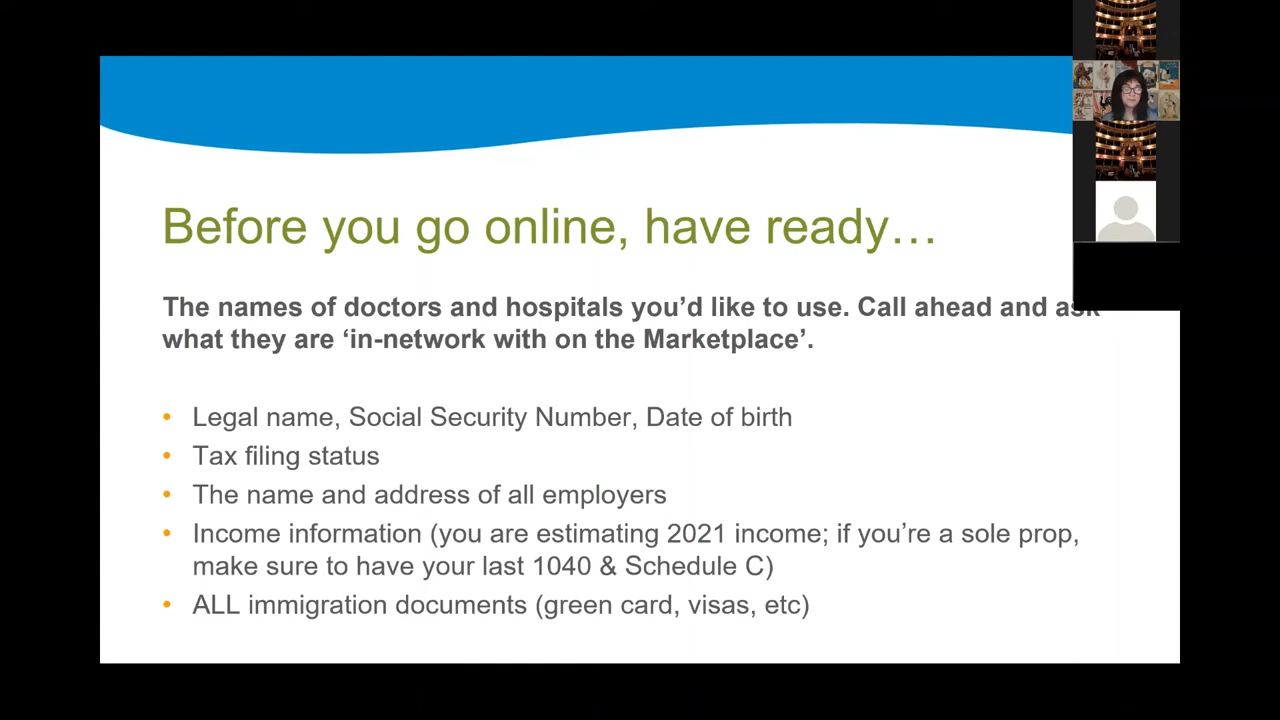 Before you go online, have ready…
The names of doctors and hospitals you’d like to use. Call ahead and ask
what they are ‘in-network with on the Marketplace’.
• Legal name, Social Security Number, Date of birth
• Tax filing status
• The name and address of all employers
• Income information (you are estimating 2021 income; if you’re a sole prop,
make sure to have your last 1040 & Schedule C)
• ALL immigration documents (green card, visas, etc)